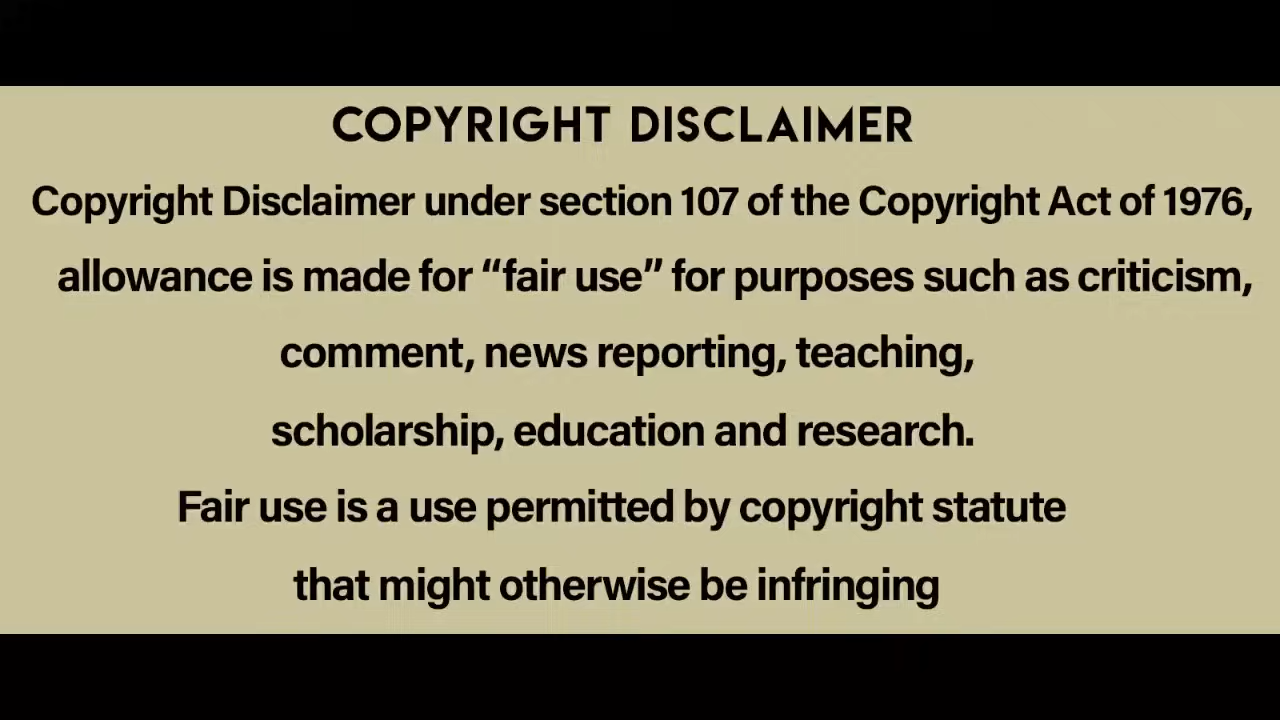 COPYRIGHT DISCLAIMER
Copyright Disclaimer under section 107 of the Copyright Act of 1976,
allowance is made for “fair use” for purposes such as criticism,
comment, news reporting, teaching,
scholarship, education and research.
Fair use is a use permitted by copyright statute
that might otherwise be infringing